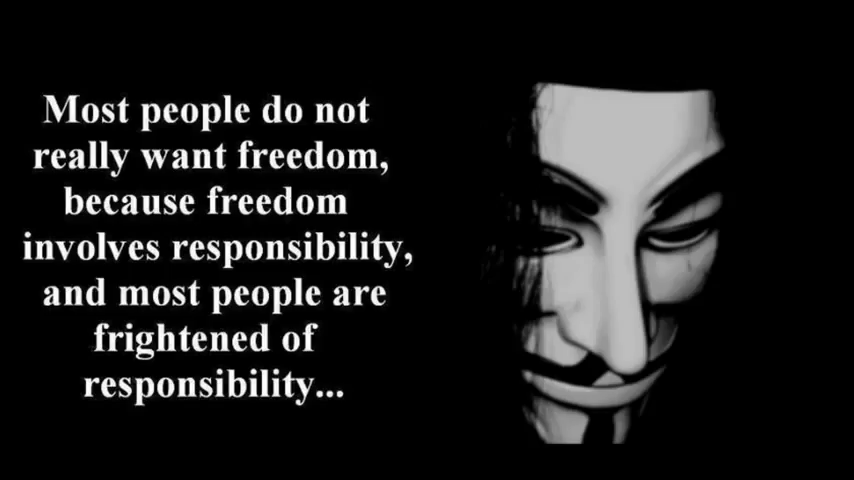 Most people do not
really want freedom,
because freedom
involves responsibility,
and most people are
frightened of
responsibility...